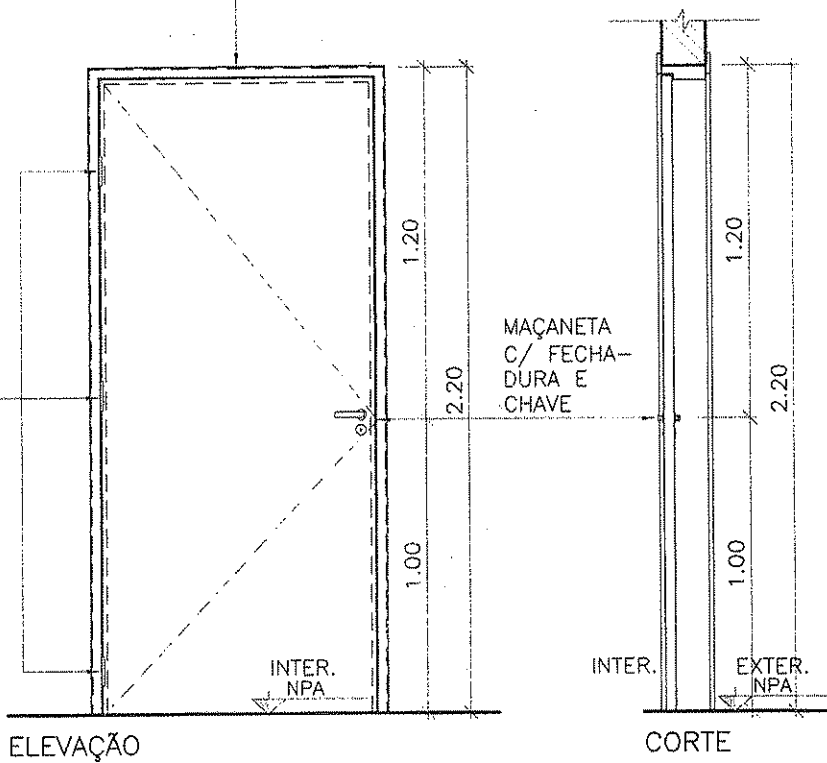 1.20
2.20
1.00
MAÇANETA
C/ FECHA-
DURA E
CHAVE
1.20
2.20
1.00
INTER.
NPA
INTER.
EXTER.
NPA
ELEVAÇÃO
CORTE